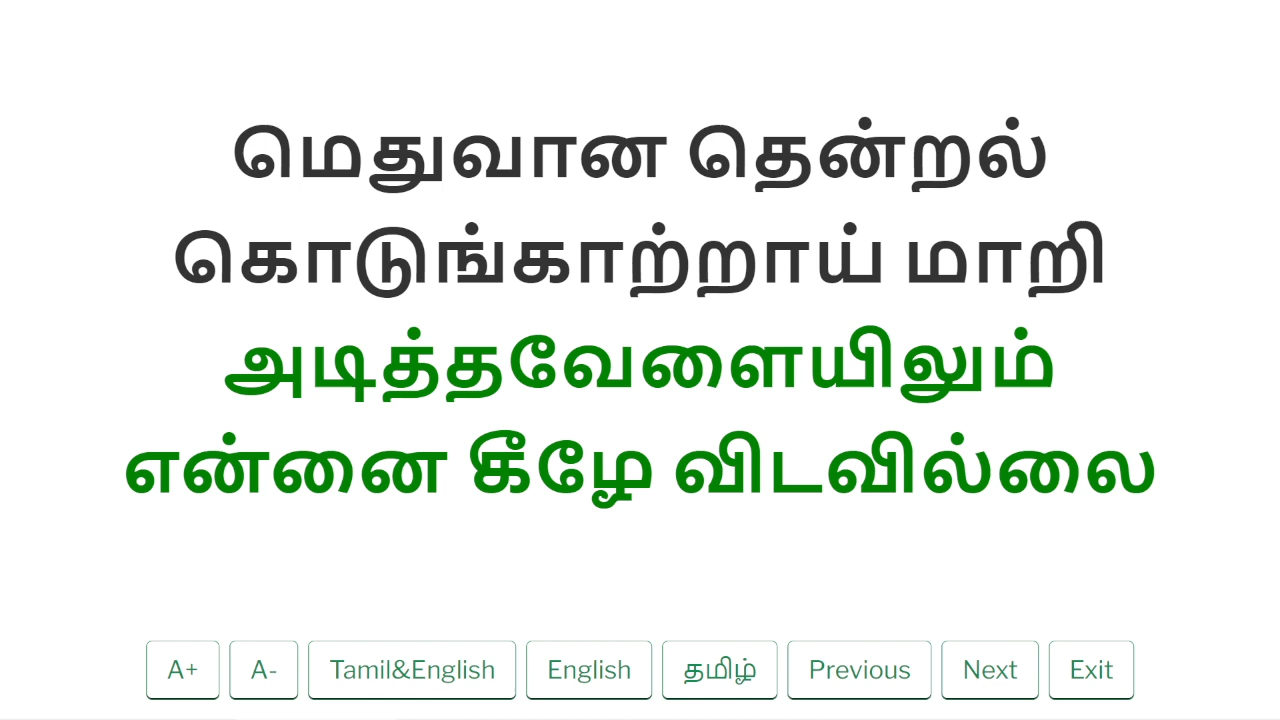 மெதுவான தென்றல்
கொடுங்காற்றாய் மாறி
அடித்தவேளையிலும்
என்னை கீழே விடவில்லை
A+ A- Tamil&English English தமிழ் Previous Next Exit